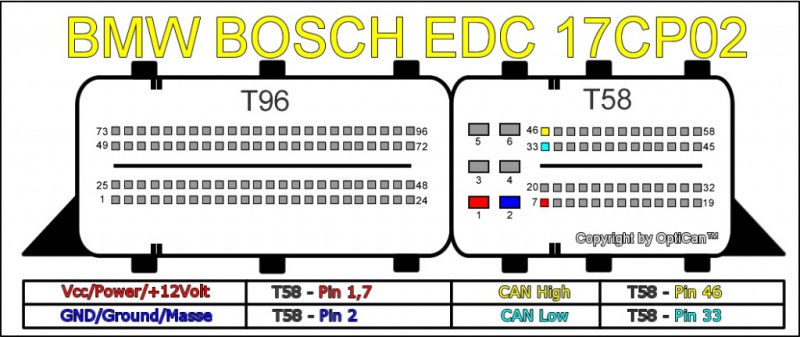 BMW BOSCH EDC 17CP02
T96
T58
73 96
49 72
25 48
1 24
5 6
46 58
33 45
3 4
20 32
1 2
7 19
Copyright by OptiCan™
Vcc/Power/+12Volt T58 - Pin 1,7 CAN High T58 - Pin 46
GND/Ground/Masse T58 - Pin 2 CAN Low T58 - Pin 33